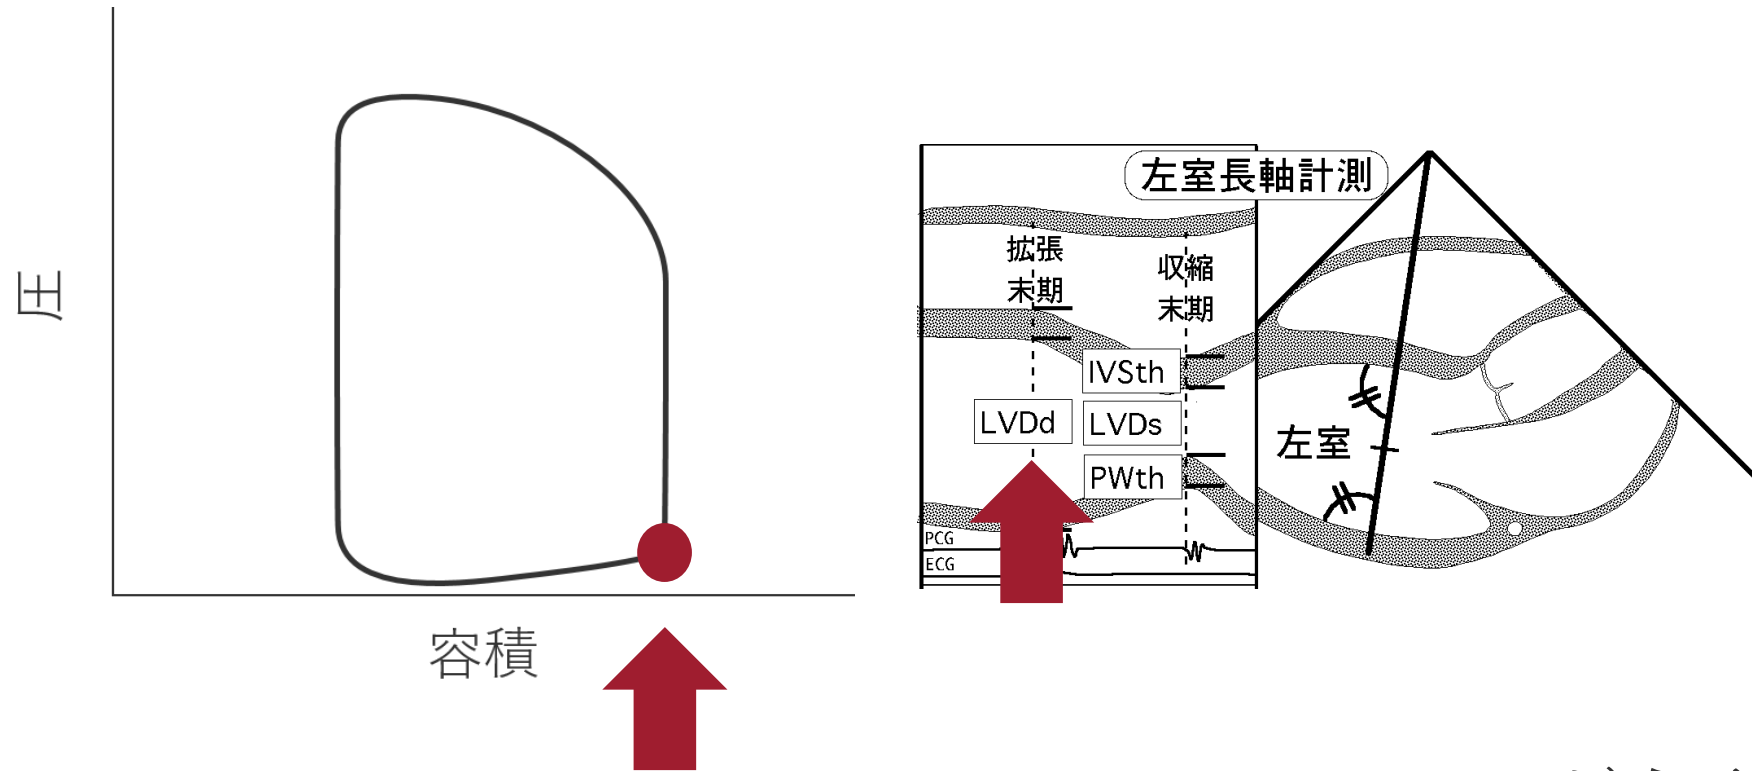 圧
容積
左室長軸計測
拡張
末期
収縮
末期
IVSth
LVDd
LVDs
PWth
PCG
ECG
左室